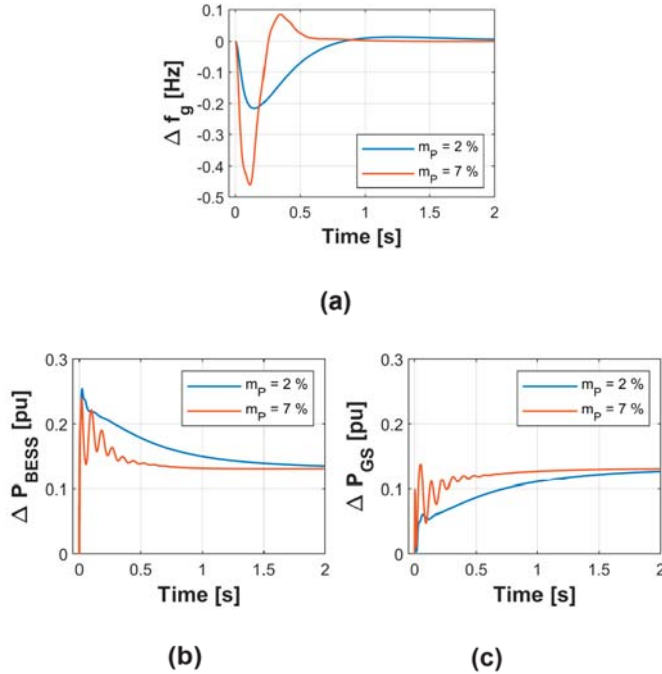 0.1
0
-0.1
-0.2
-0.3
-0.4
-0.5
Δ f_g [Hz]
m_P = 2 %
m_P = 7 %
0 0.5 1 1.5 2
Time [s]
(a)
0.3
0.2
0.1
0
Δ P_BESS [pu]
m_P = 2 %
m_P = 7 %
0 0.5 1 1.5 2
Time [s]
(b)
0.3
0.2
0.1
0
Δ P_GS [pu]
m_P = 2 %
m_P = 7 %
0 0.5 1 1.5 2
Time [s]
(c)